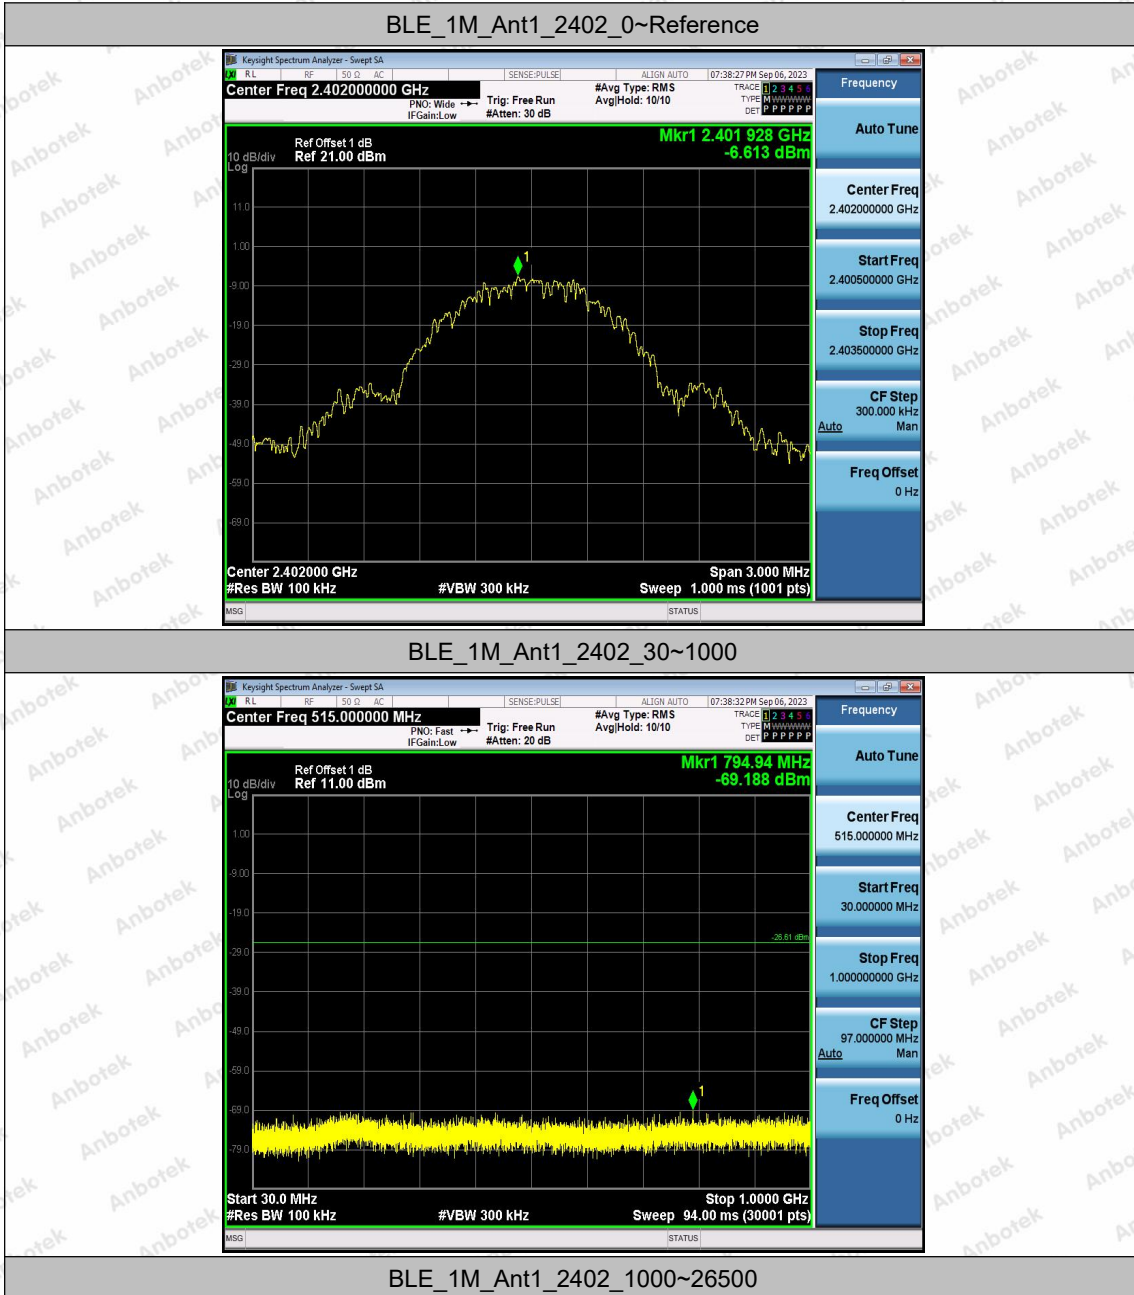 BLE_1M_Ant1_2402_0~Reference
Keysight Spectrum Analyzer - Swept SA
LXI RL RF 50 Ω AC SENSE:PULSE ALIGN AUTO 07:38:27 PM Sep 06, 2023
Center Freq 2.402000000 GHz
PNO: Wide
IFGain:Low
Trig: Free Run
#Atten: 30 dB
#Avg Type: RMS
Avg|Hold: 10/10
TRACE 1 2 3 4 5 6
TYPE M WWWWW
DET P P P P P P
Frequency
Auto Tune
Center Freq
2.402000000 GHz
Start Freq
2.400500000 GHz
Stop Freq
2.403500000 GHz
CF Step
300.000 kHz
Auto Man
Freq Offset
0 Hz
Mkr1 2.401 928 GHz
-6.613 dBm
Ref Offset 1 dB
10 dB/div Ref 21.00 dBm
Log
11.0
1.00
-9.00
-19.0
-29.0
-39.0
-49.0
-59.0
-69.0
1
Center 2.402000 GHz Span 3.000 MHz
#Res BW 100 kHz #VBW 300 kHz Sweep 1.000 ms (1001 pts)
MSG STATUS
BLE_1M_Ant1_2402_30~1000
Keysight Spectrum Analyzer - Swept SA
LXI RL RF 50 Ω AC SENSE:PULSE ALIGN AUTO 07:38:32 PM Sep 06, 2023
Center Freq 515.000000 MHz
PNO: Fast
IFGain:Low
Trig: Free Run
#Atten: 20 dB
#Avg Type: RMS
Avg|Hold: 10/10
TRACE 1 2 3 4 5 6
TYPE M WWWWW
DET P P P P P P
Frequency
Auto Tune
Center Freq
515.000000 MHz
Start Freq
30.000000 MHz
Stop Freq
1.000000000 GHz
CF Step
97.000000 MHz
Auto Man
Freq Offset
0 Hz
Mkr1 794.94 MHz
-69.188 dBm
Ref Offset 1 dB
10 dB/div Ref 11.00 dBm
Log
1.00
-9.00
-19.0
-29.0
-39.0
-49.0
-59.0
-69.0
-79.0
-26.61 dBm
1
Start 30.0 MHz Stop 1.0000 GHz
#Res BW 100 kHz #VBW 300 kHz Sweep 94.00 ms (30001 pts)
MSG STATUS
BLE_1M_Ant1_2402_1000~26500
Anbotek